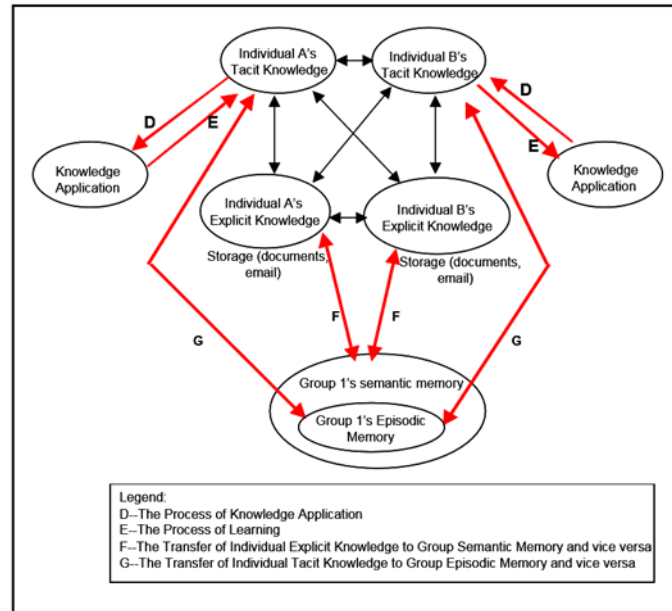 Individual A's
Tacit Knowledge
Individual B's
Tacit Knowledge
D
E
D
E
Knowledge
Application
Knowledge
Application
Individual A's
Explicit Knowledge
Individual B's
Explicit Knowledge
Storage (documents,
email)
Storage (documents,
email)
F
F
G
G
Group 1's semantic memory
Group 1's Episodic
Memory
Legend:
D--The Process of Knowledge Application
E--The Process of Learning
F--The Transfer of Individual Explicit Knowledge to Group Semantic Memory and vice versa
G--The Transfer of Individual Tacit Knowledge to Group Episodic Memory and vice versa